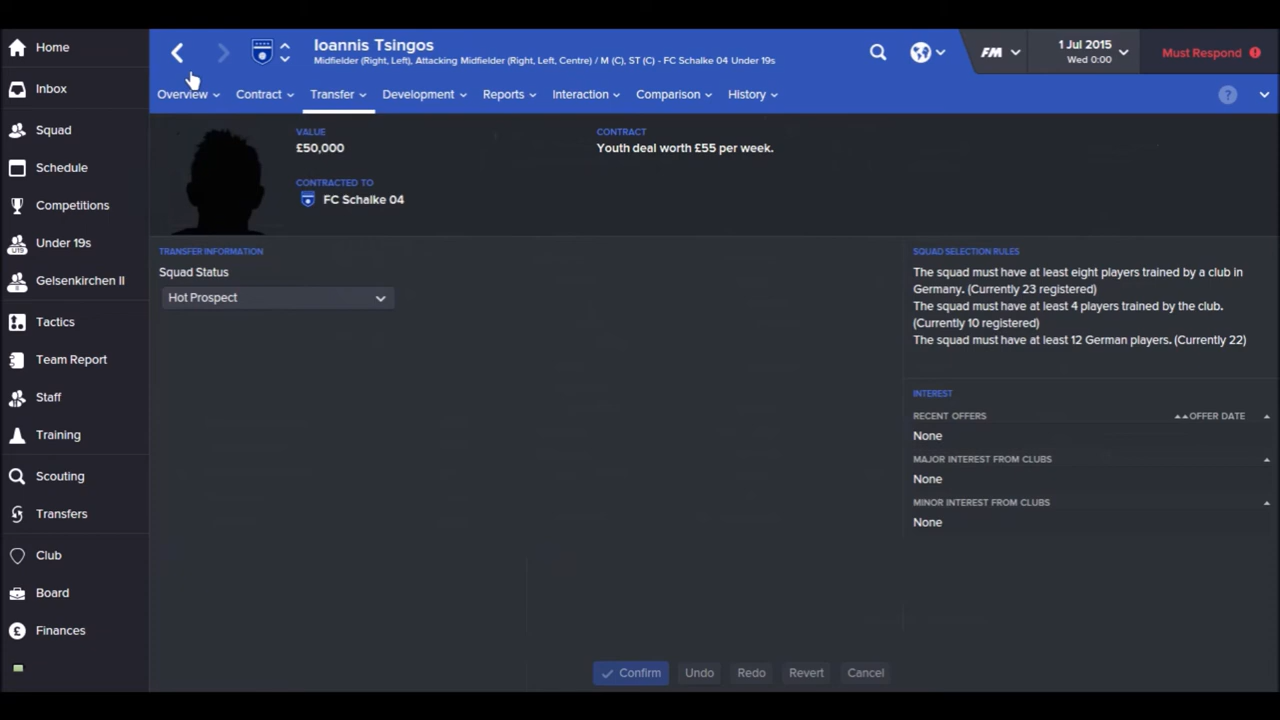 Home
Inbox
Squad
Schedule
Competitions
Under 19s
Gelsenkirchen II
Tactics
Team Report
Staff
Training
Scouting
Transfers
Club
Board
Finances
Ioannis Tsingos
Midfielder (Right, Left), Attacking Midfielder (Right, Left, Centre) / M (C), ST (C) - FC Schalke 04 Under 19s
FM
1 Jul 2015
Wed 0:00
Must Respond
Overview
Contract
Transfer
Development
Reports
Interaction
Comparison
History
?
VALUE
£50,000
CONTRACTED TO
FC Schalke 04
CONTRACT
Youth deal worth £55 per week.
TRANSFER INFORMATION
Squad Status
Hot Prospect
SQUAD SELECTION RULES
The squad must have at least eight players trained by a club in
Germany. (Currently 23 registered)
The squad must have at least 4 players trained by the club.
(Currently 10 registered)
The squad must have at least 12 German players. (Currently 22)
INTEREST
RECENT OFFERS OFFER DATE
None
MAJOR INTEREST FROM CLUBS
None
MINOR INTEREST FROM CLUBS
None
Confirm
Undo
Redo
Revert
Cancel